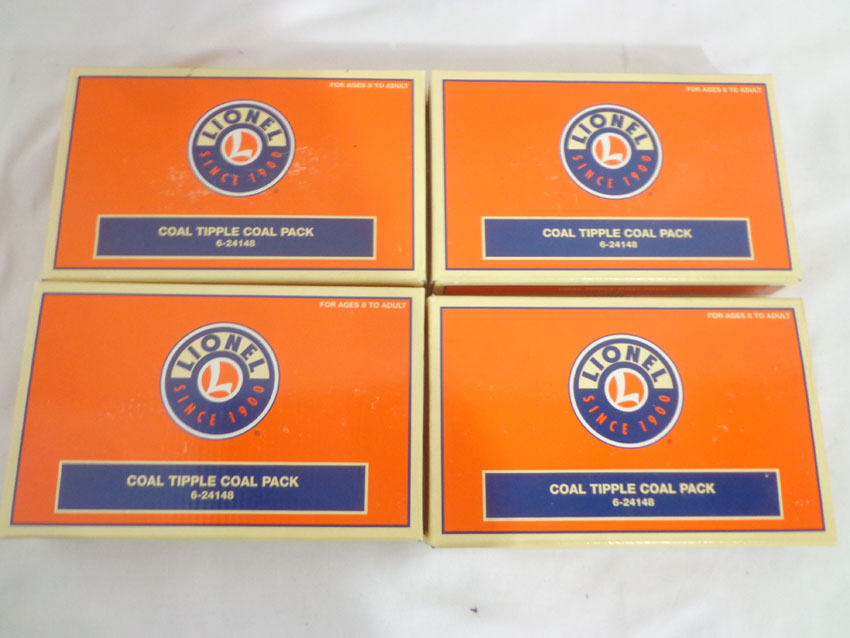 FOR AGES 8 TO ADULT
LIONEL
L
SINCE 1900
COAL TIPPLE COAL PACK
6-24148
FOR AGES 8 TO ADULT
LIONEL
L
SINCE 1900
COAL TIPPLE COAL PACK
6-24148
FOR AGES 8 TO ADULT
LIONEL
L
SINCE 1900
COAL TIPPLE COAL PACK
6-24148
FOR AGES 8 TO ADULT
LIONEL
L
SINCE 1900
COAL TIPPLE COAL PACK
6-24148